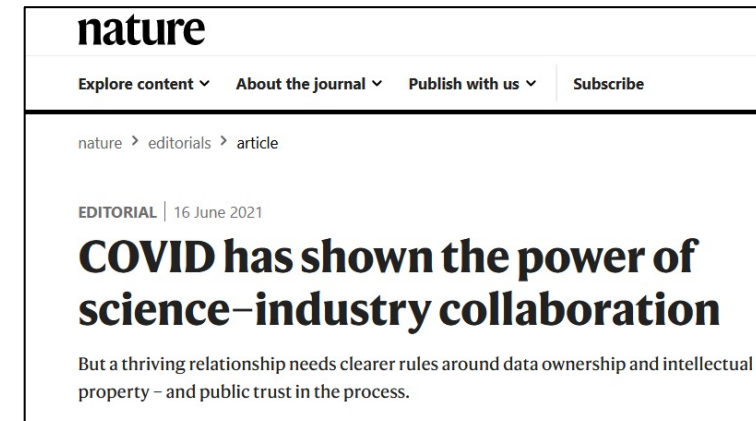 nature
Explore content About the journal Publish with us Subscribe
nature > editorials > article
EDITORIAL | 16 June 2021
COVID has shown the power of
science–industry collaboration
But a thriving relationship needs clearer rules around data ownership and intellectual
property – and public trust in the process.